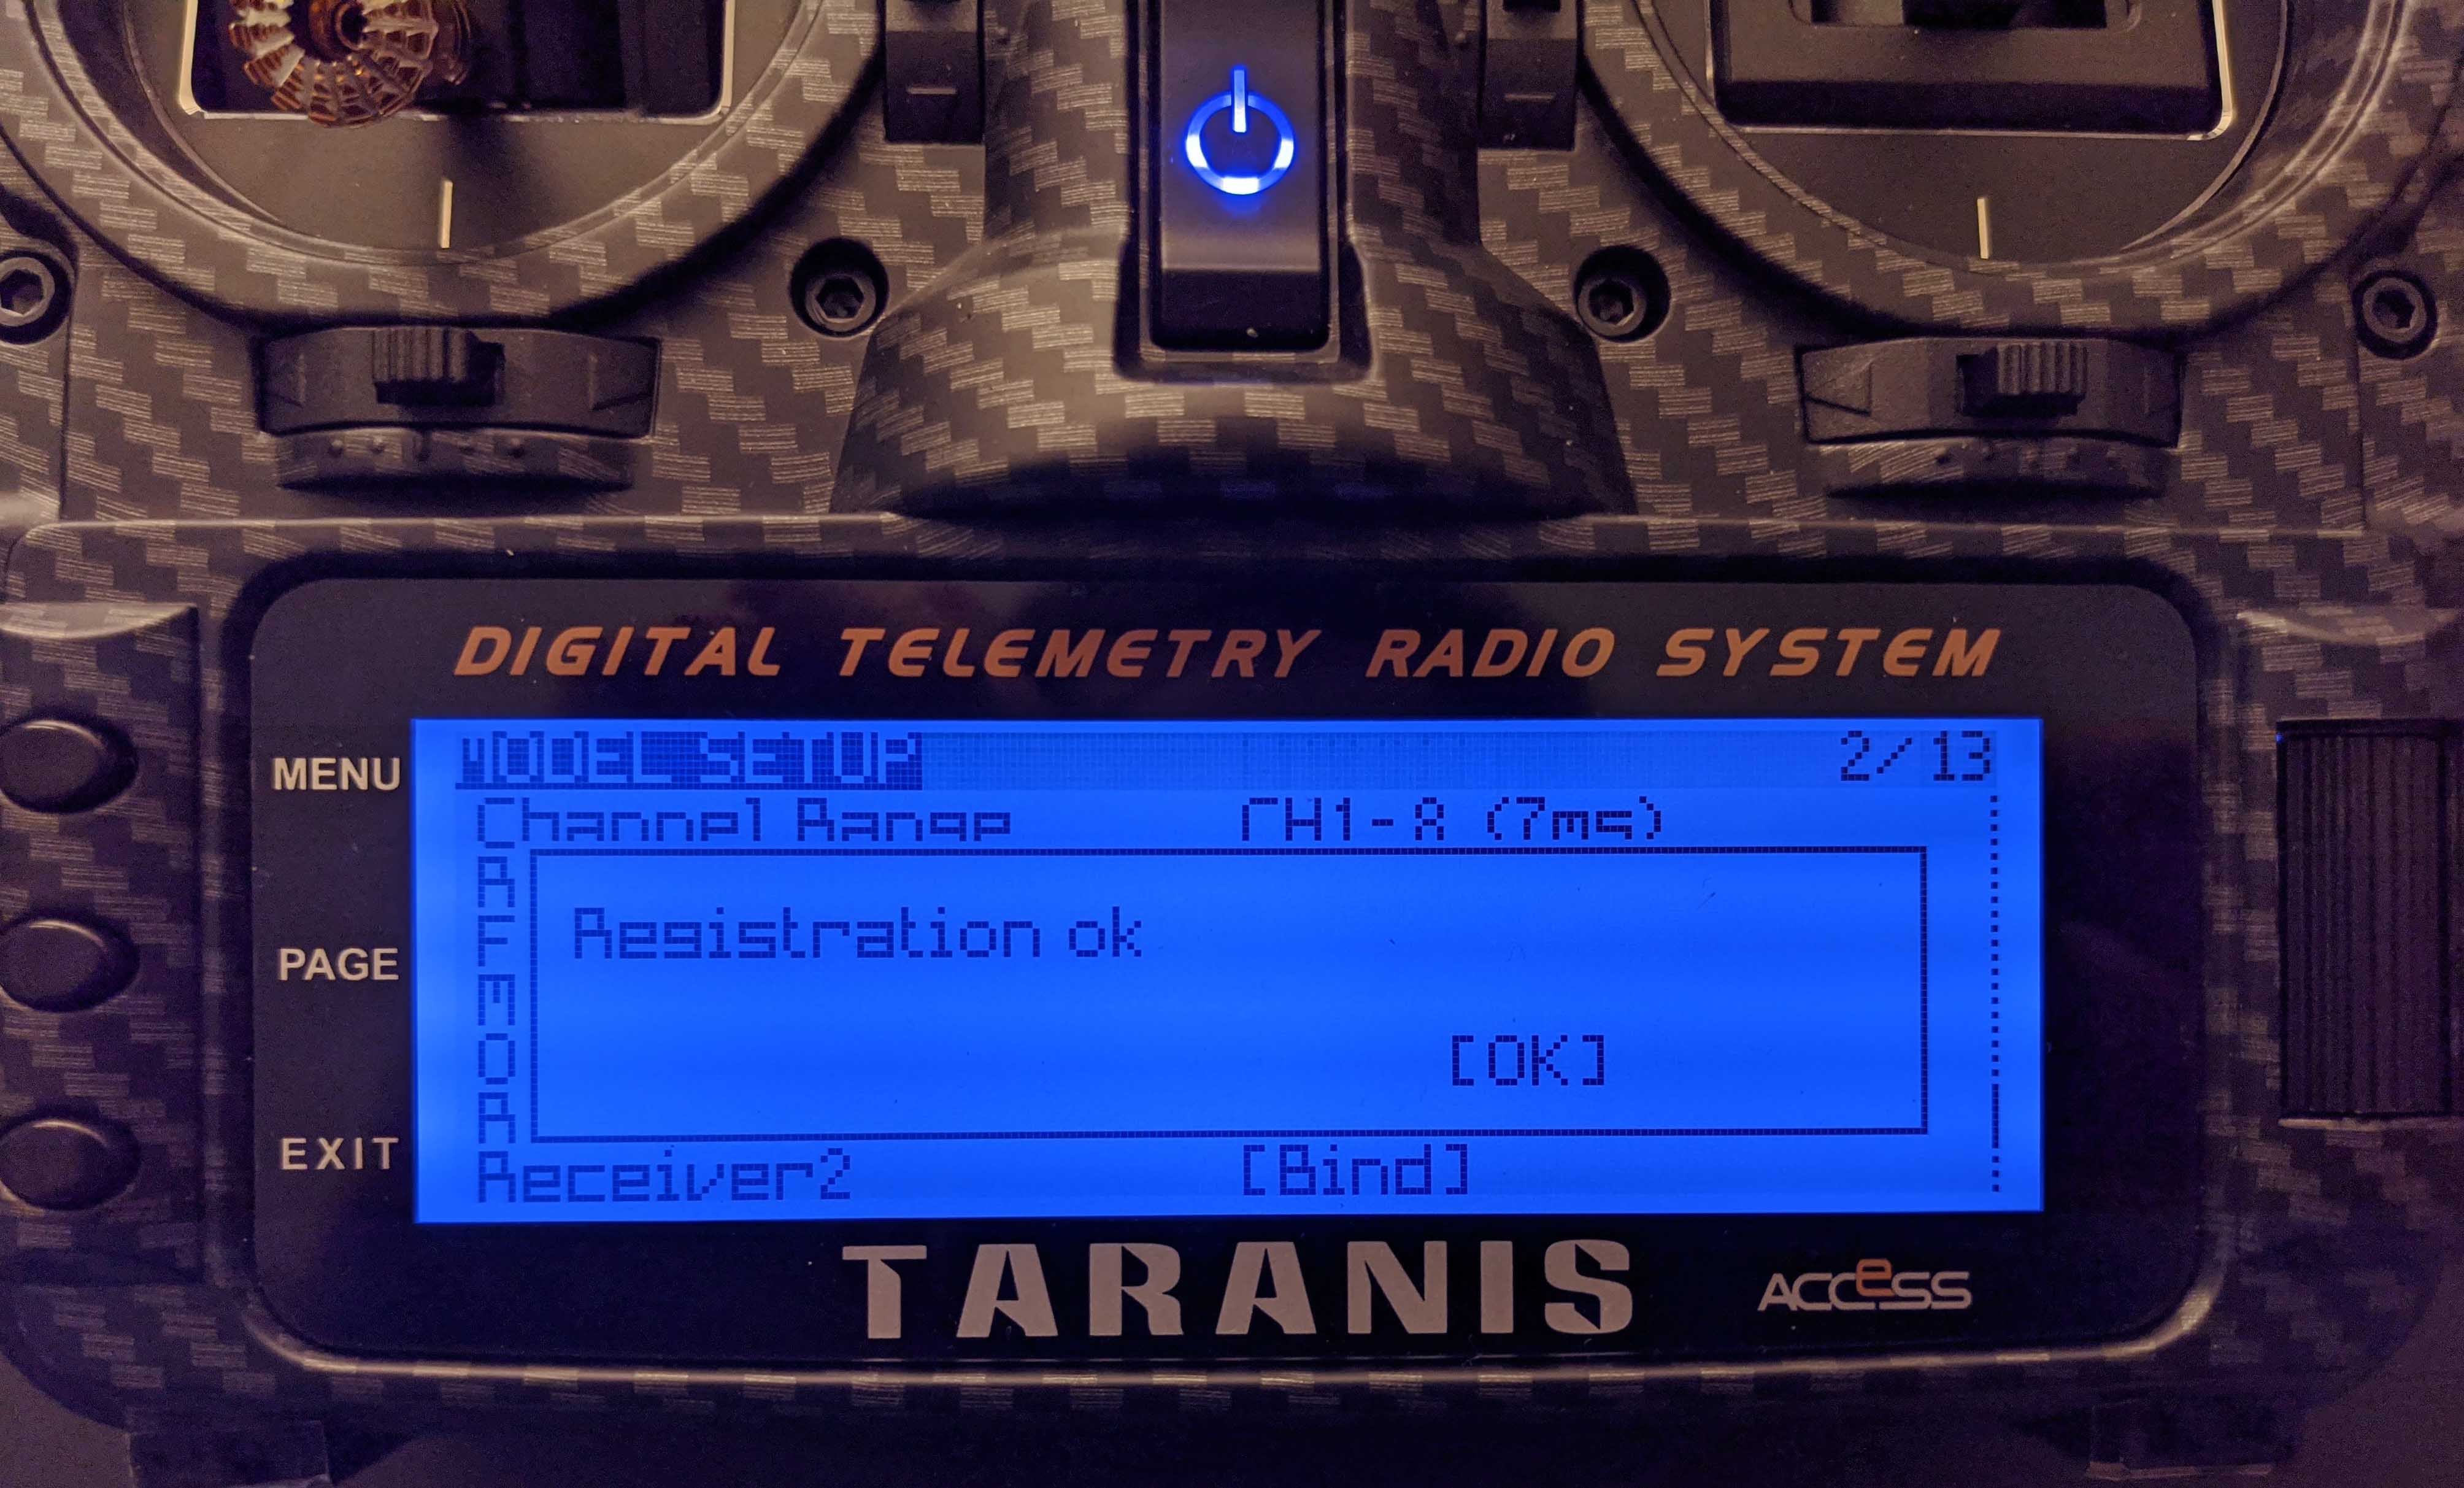 DIGITAL TELEMETRY RADIO SYSTEM
MENU
PAGE
EXIT
MODEL SETUP 2/13
Channel Range CH1-8 (7ms)
R
F
M
O
R
Registration ok
[OK]
Receiver2 [Bind]
TARANIS
ACCeSS